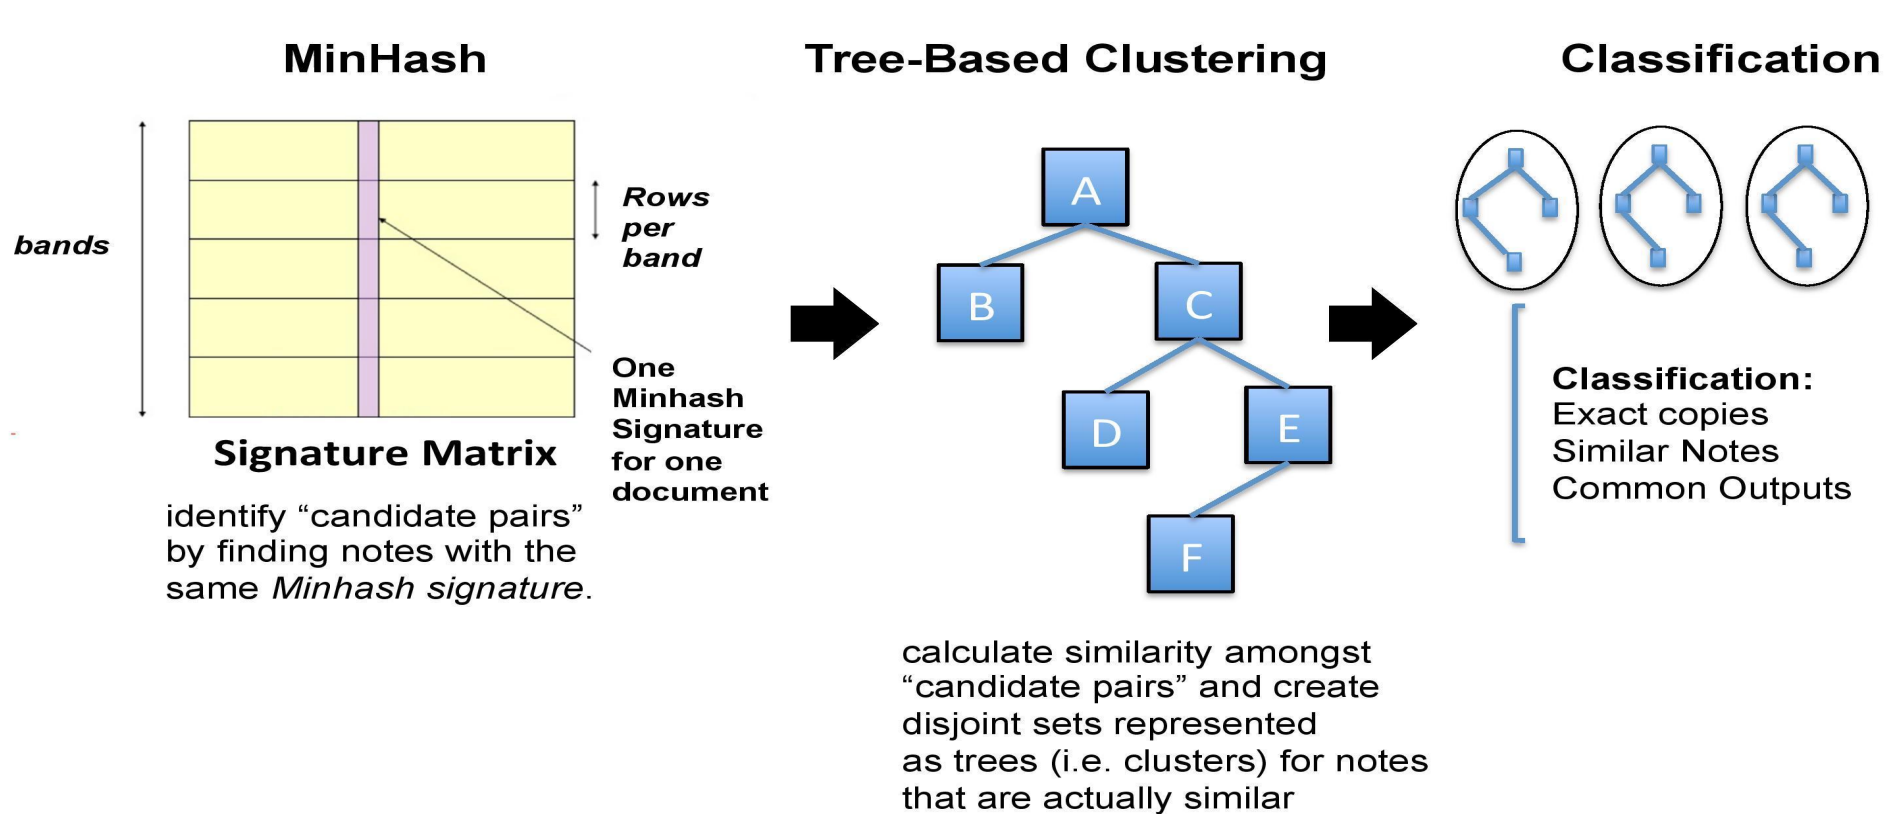 MinHash
bands
Rows
per
band
One
Minhash
Signature
for one
document
Signature Matrix
identify “candidate pairs”
by finding notes with the
same Minhash signature.
Tree-Based Clustering
A
B
C
D
E
F
calculate similarity amongst
“candidate pairs” and create
disjoint sets represented
as trees (i.e. clusters) for notes
that are actually similar
Classification
Classification:
Exact copies
Similar Notes
Common Outputs